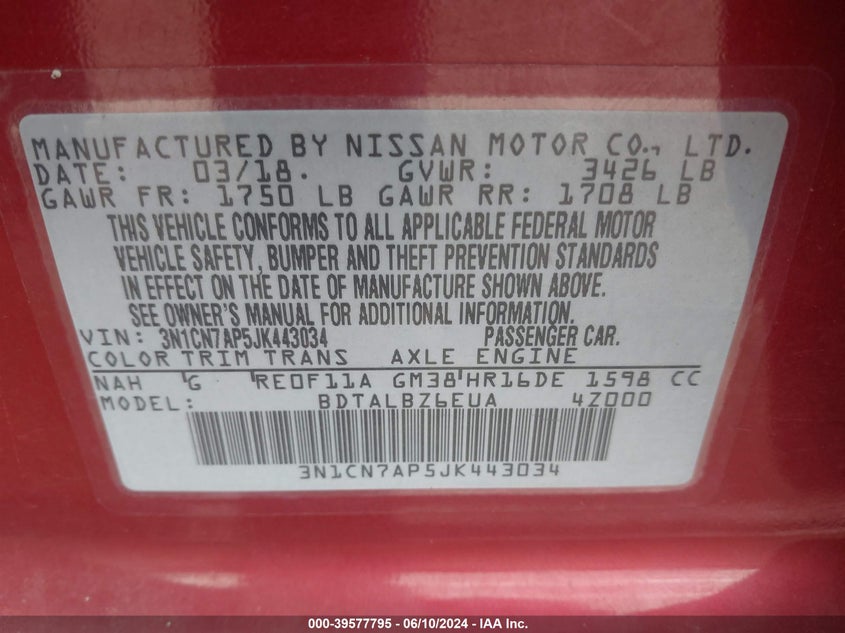 MANUFACTURED BY NISSAN MOTOR CO., LTD.
DATE: 03/18. GVWR: 3426 LB
GAWR FR: 1750 LB GAWR RR: 1708 LB
THIS VEHICLE CONFORMS TO ALL APPLICABLE FEDERAL MOTOR
VEHICLE SAFETY, BUMPER AND THEFT PREVENTION STANDARDS
IN EFFECT ON THE DATE OF MANUFACTURE SHOWN ABOVE.
SEE OWNER'S MANUAL FOR ADDITIONAL INFORMATION.
VIN: 3N1CN7AP5JK443034 PASSENGER CAR.
COLOR TRIM TRANS AXLE ENGINE
NAH 'G 'RE0F11A GM38'HR16DE 1598 CC
MODEL: BDTALBZ6EUA 4Z000
3N1CN7AP5JK443034
000-39577795 - 06/10/2024 - IAA Inc.